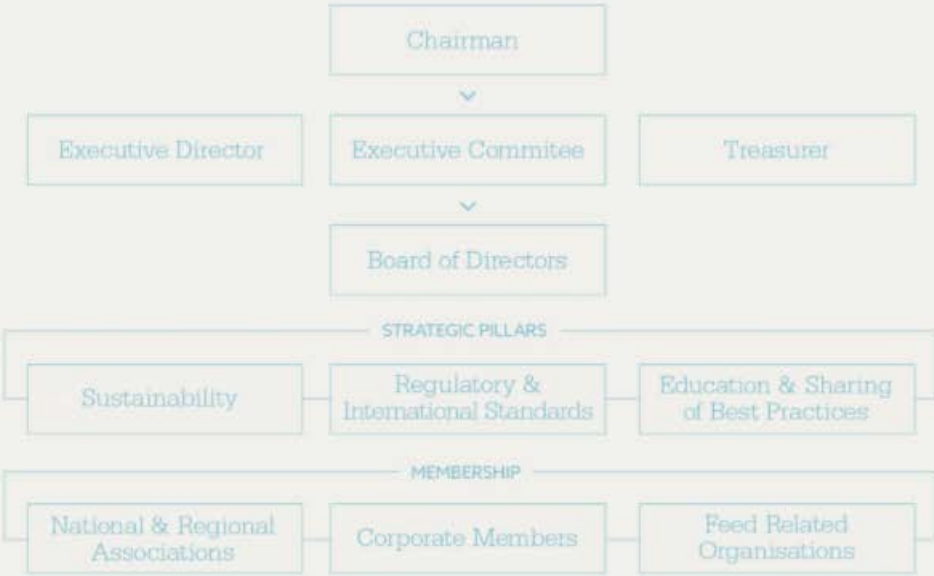 Chairman
Executive Director
Executive Commitee
Treasurer
Board of Directors
STRATEGIC PILLARS
Sustainability
Regulatory &
International Standards
Education & Sharing
of Best Practices
MEMBERSHIP
National & Regional
Associations
Corporate Members
Feed Related
Organisations